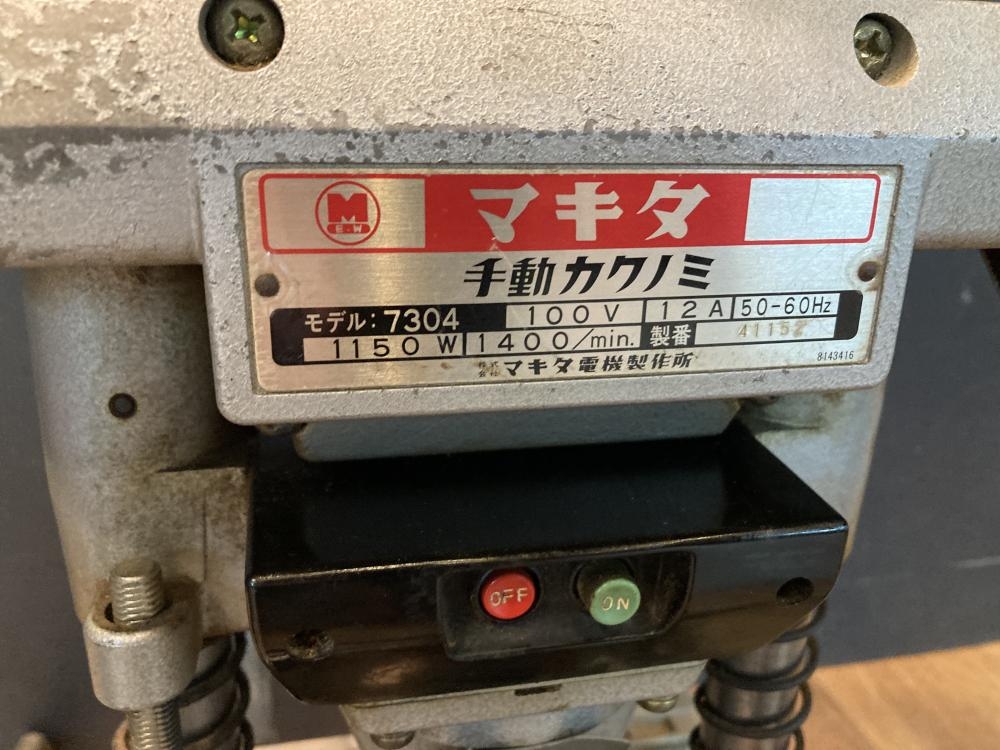 M
E.W
マキタ
手動カクノミ
モデル:7304 100V 12A 50-60Hz
1150W 1400/min. 製番 41152
株式会社 マキタ電機製作所
8143416
OFF ON